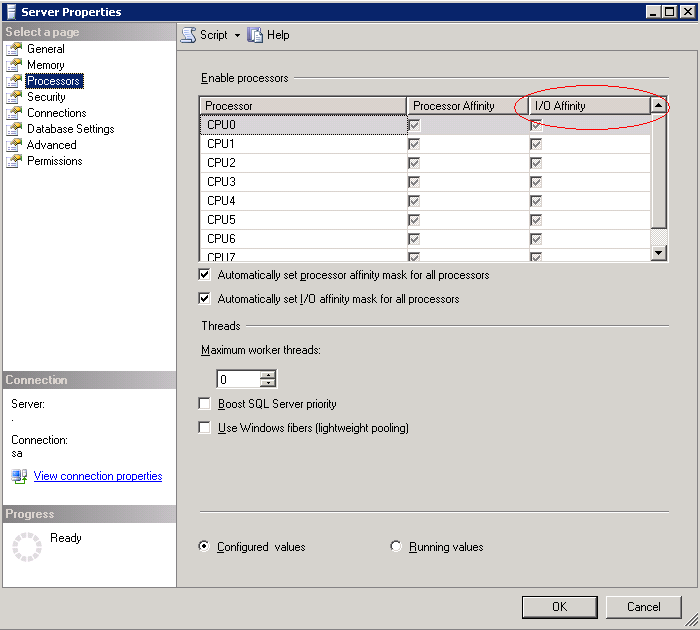 Server Properties
Select a page
General
Memory
Processors
Security
Connections
Database Settings
Advanced
Permissions
Script
Help
Enable processors
Processor Processor Affinity I/O Affinity
CPU0
CPU1
CPU2
CPU3
CPU4
CPU5
CPU6
CPU7
Automatically set processor affinity mask for all processors
Automatically set I/O affinity mask for all processors
Threads
Maximum worker threads:
0
Boost SQL Server priority
Use Windows fibers (lightweight pooling)
Connection
Server:
.
Connection:
sa
View connection properties
Progress
Ready
Configured values
Running values
OK
Cancel